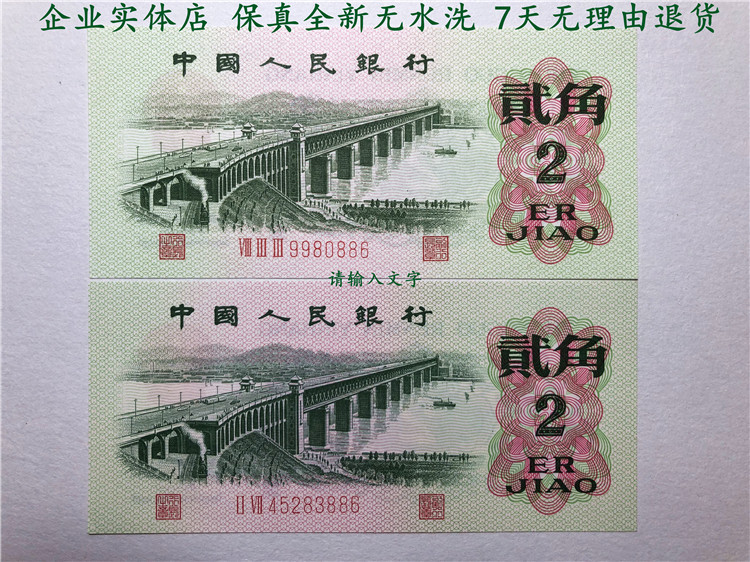 企业实体店 保真全新无水洗 7天无理由退货
中國人民銀行
貳角
2
ER
JIAO
VIII III III 9980886
请输入文字
中國人民銀行
貳角
2
ER
JIAO
II VII 45283886